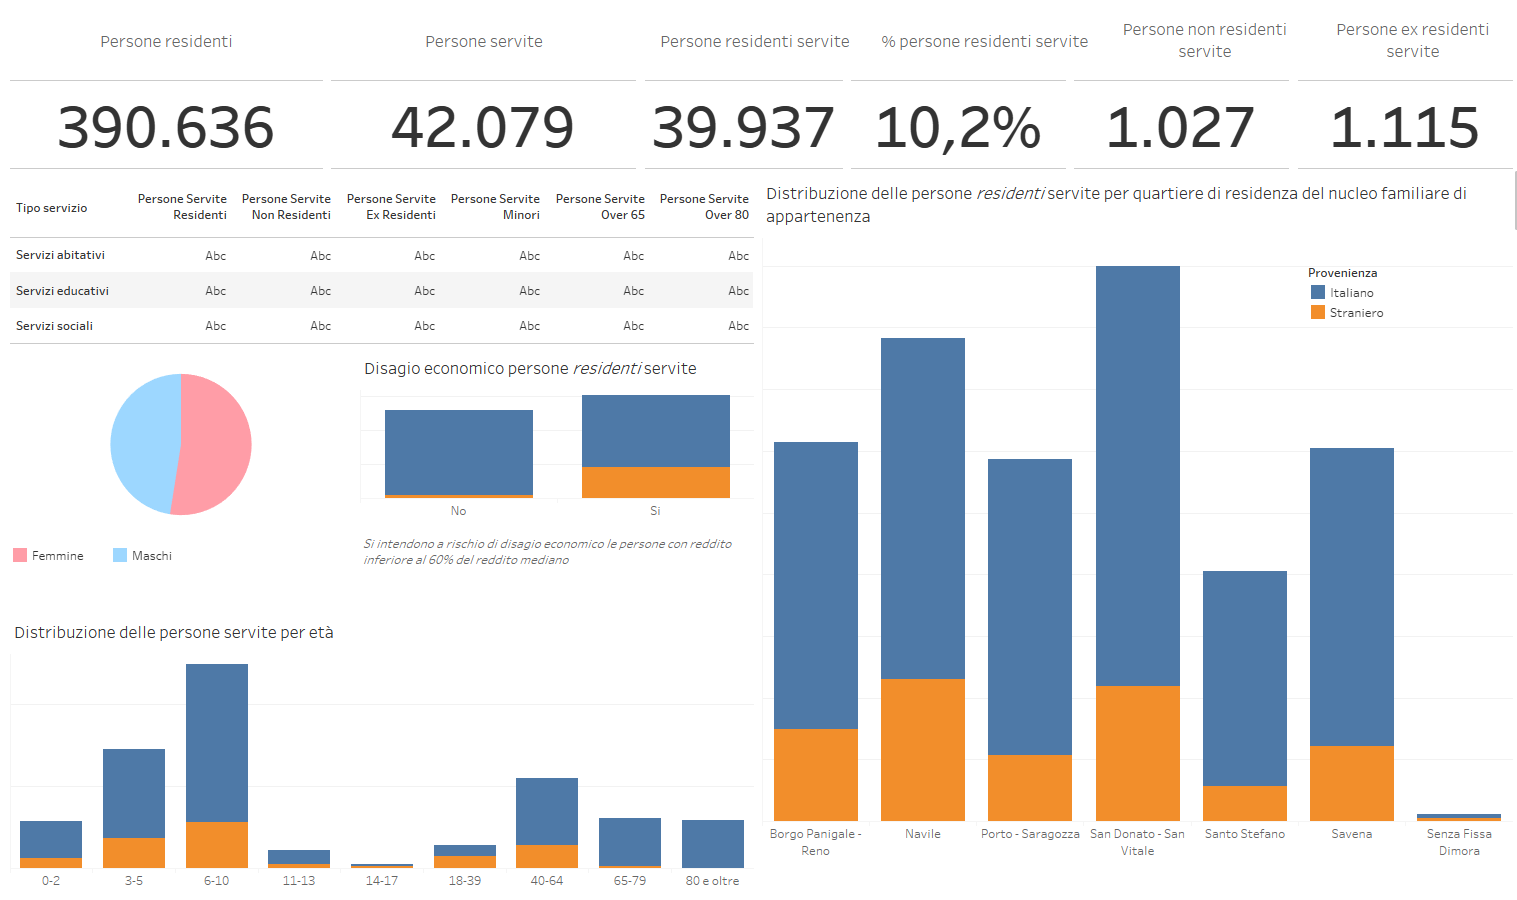 Persone residenti
Persone servite
Persone residenti servite
% persone residenti servite
Persone non residenti
servite
Persone ex residenti
servite
390.636
42.079
39.937
10,2%
1.027
1.115
Tipo servizio
Persone Servite
Residenti
Persone Servite
Non Residenti
Persone Servite
Ex Residenti
Persone Servite
Minori
Persone Servite
Over 65
Persone Servite
Over 80
Servizi abitativi Abc Abc Abc Abc Abc Abc
Servizi educativi Abc Abc Abc Abc Abc Abc
Servizi sociali Abc Abc Abc Abc Abc Abc
Femmine Maschi
Disagio economico persone residenti servite
No Si
Si intendono a rischio di disagio economico le persone con reddito
inferiore al 60% del reddito mediano
Distribuzione delle persone servite per età
0-2 3-5 6-10 11-13 14-17 18-39 40-64 65-79 80 e oltre
Distribuzione delle persone residenti servite per quartiere di residenza del nucleo familiare di
appartenenza
Provenienza
Italiano
Straniero
Borgo Panigale -
Reno
Navile
Porto - Saragozza
San Donato - San
Vitale
Santo Stefano
Savena
Senza Fissa
Dimora